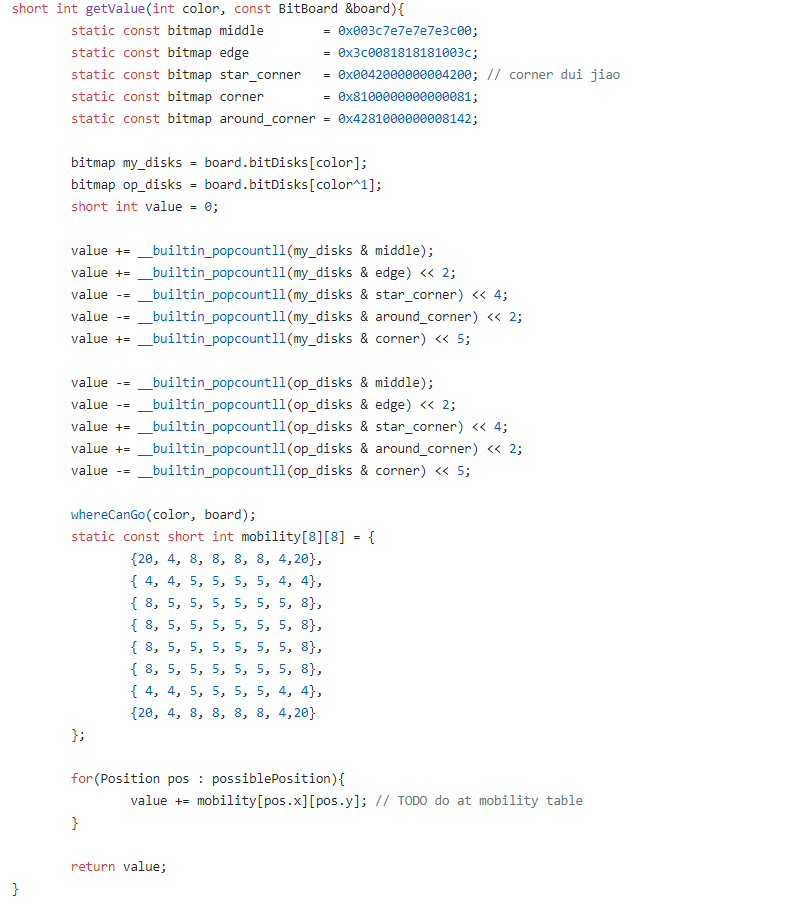 short int getValue(int color, const BitBoard &board){
static const bitmap middle = 0x003c7e7e7e7e3c00;
static const bitmap edge = 0x3c0081818181003c;
static const bitmap star_corner = 0x0042000000004200; // corner dui jiao
static const bitmap corner = 0x8100000000000081;
static const bitmap around_corner = 0x4281000000008142;
bitmap my_disks = board.bitDisks[color];
bitmap op_disks = board.bitDisks[color^1];
short int value = 0;
value += __builtin_popcountll(my_disks & middle);
value += __builtin_popcountll(my_disks & edge) << 2;
value -= __builtin_popcountll(my_disks & star_corner) << 4;
value -= __builtin_popcountll(my_disks & around_corner) << 2;
value += __builtin_popcountll(my_disks & corner) << 5;
value -= __builtin_popcountll(op_disks & middle);
value -= __builtin_popcountll(op_disks & edge) << 2;
value += __builtin_popcountll(op_disks & star_corner) << 4;
value += __builtin_popcountll(op_disks & around_corner) << 2;
value -= __builtin_popcountll(op_disks & corner) << 5;
whereCanGo(color, board);
static const short int mobility[8][8] = {
{20, 4, 8, 8, 8, 8, 4,20},
{ 4, 4, 5, 5, 5, 5, 4, 4},
{ 8, 5, 5, 5, 5, 5, 5, 8},
{ 8, 5, 5, 5, 5, 5, 5, 8},
{ 8, 5, 5, 5, 5, 5, 5, 8},
{ 8, 5, 5, 5, 5, 5, 5, 8},
{ 4, 4, 5, 5, 5, 5, 4, 4},
{20, 4, 8, 8, 8, 8, 4,20}
};
for(Position pos : possiblePosition){
value += mobility[pos.x][pos.y]; // TODO do at mobility table
}
return value;
}